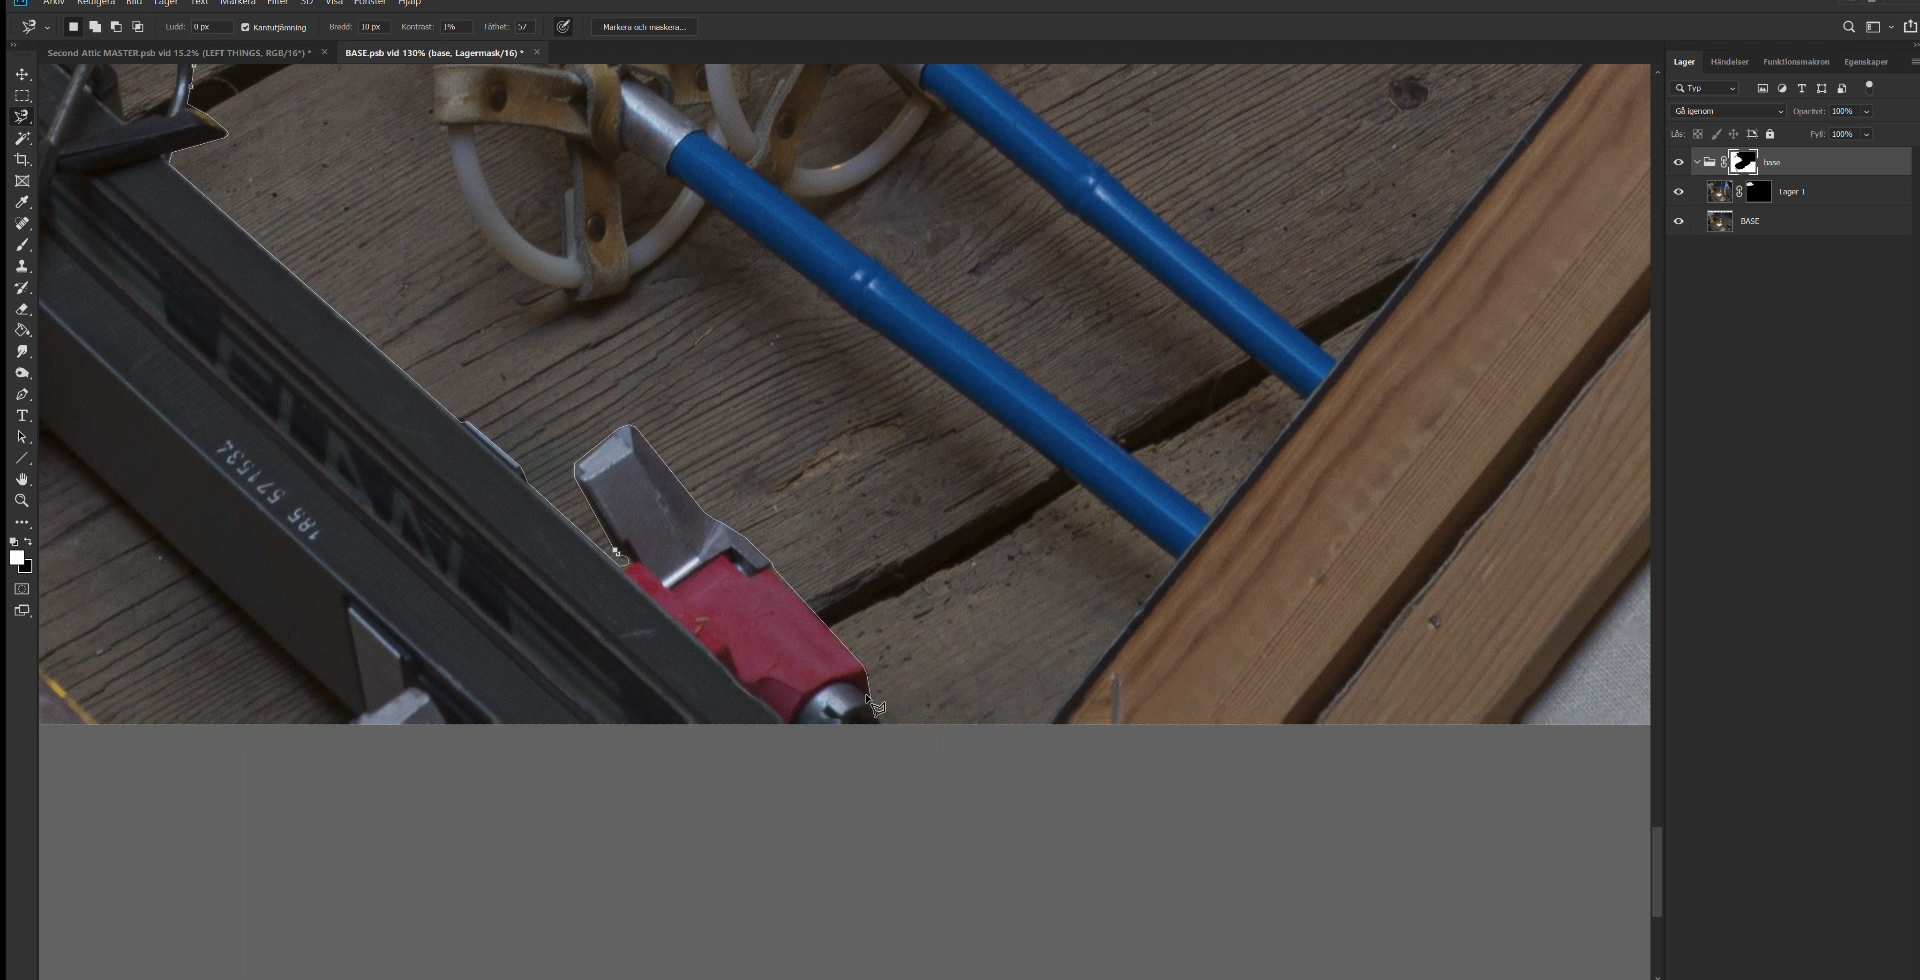 Arkiv Redigera Bild Lager Text Markera Filter 3D Visa Fönster Hjälp
Ludd: 0 px Kantutjämning Bredd: 10 px Kontrast: 1% Täthet: 57 Markera och maskera...
Second Attic MASTER.psb vid 15.2% (LEFT THINGS, RGB/16*) * × BASE.psb vid 130% (base, Lagermask/16) * ×
Lager Händelser Funktionsmakron Egenskaper
Typ
Gå igenom Opacitet: 100%
Lås: Fyll: 100%
base
Lager 1
BASE
ELAN
185 571534